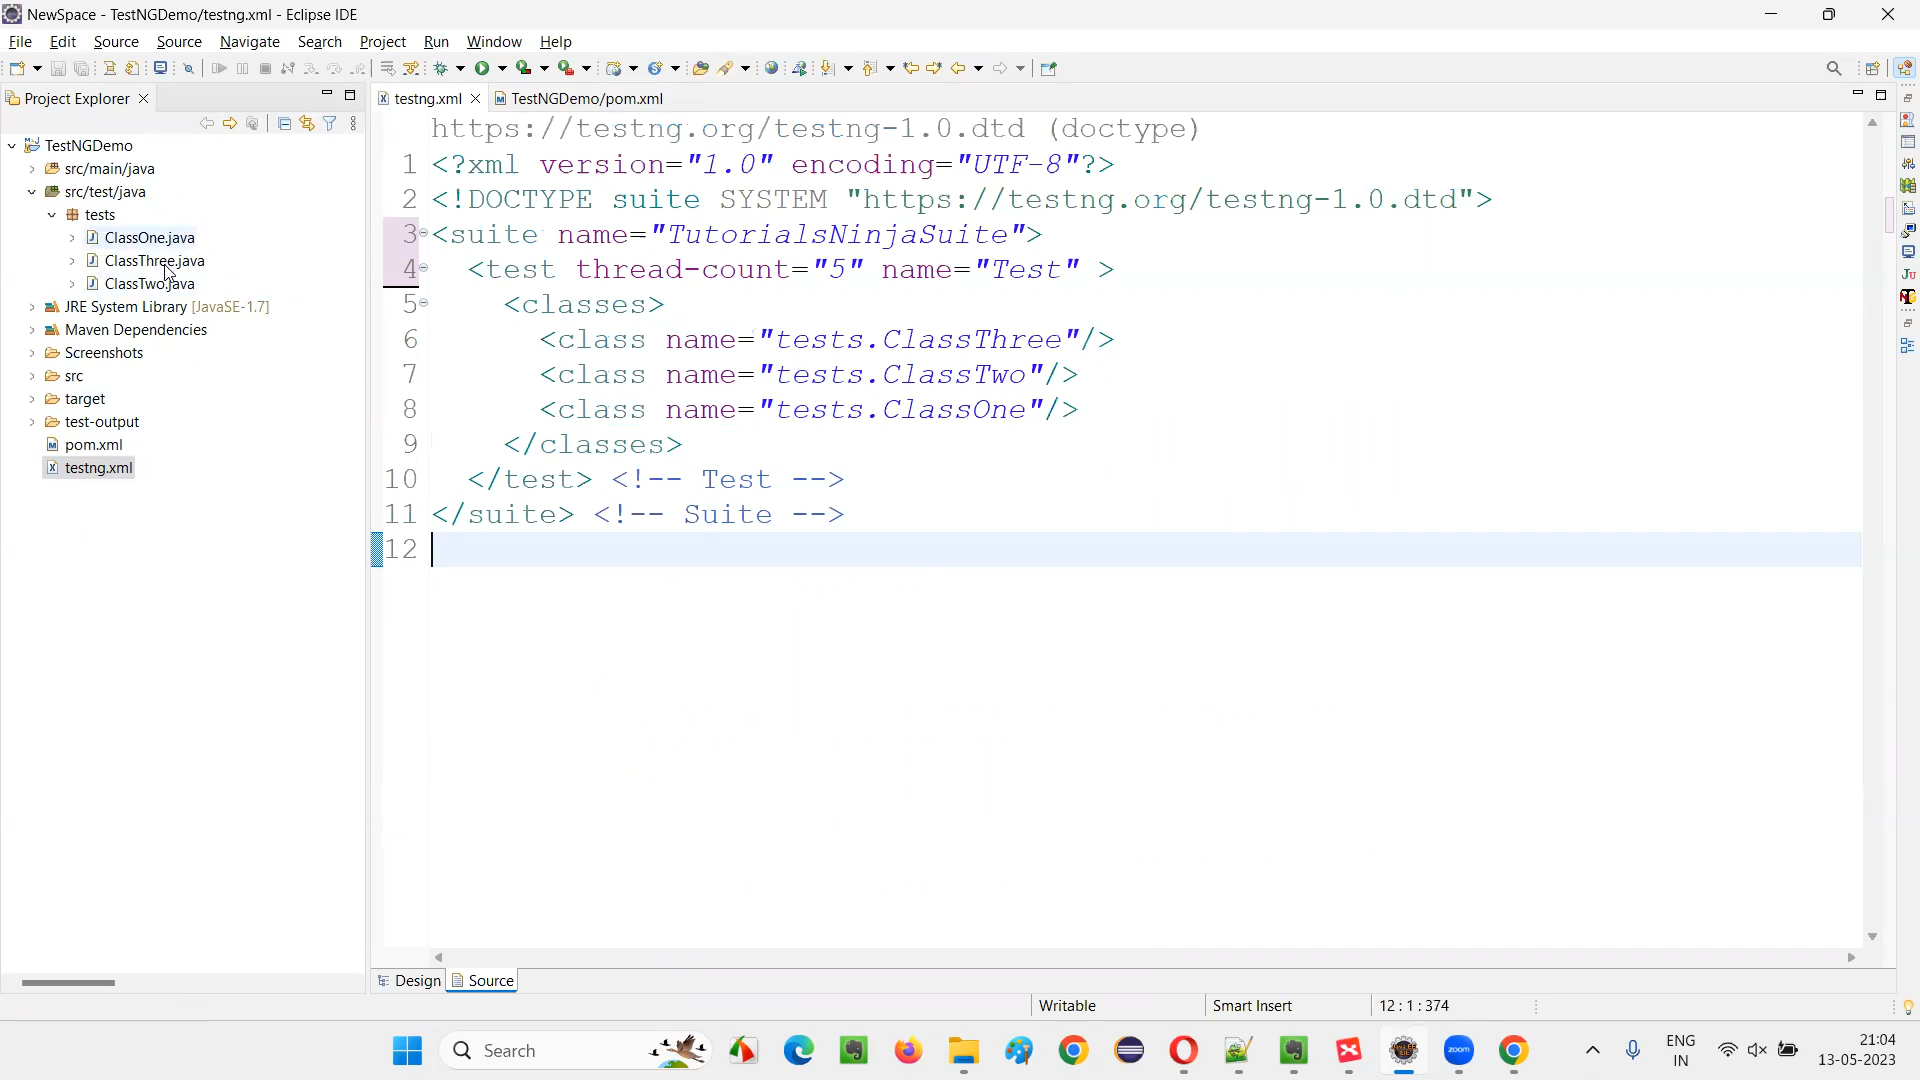 NewSpace - TestNGDemo/testng.xml - Eclipse IDE
File Edit Source Source Navigate Search Project Run Window Help
Project Explorer
testng.xml
TestNGDemo/pom.xml
TestNGDemo
src/main/java
src/test/java
tests
ClassOne.java
ClassThree.java
ClassTwo.java
JRE System Library [JavaSE-1.7]
Maven Dependencies
Screenshots
src
target
test-output
pom.xml
testng.xml
https://testng.org/testng-1.0.dtd (doctype)
1 <?xml version="1.0" encoding="UTF-8"?>
2 <!DOCTYPE suite SYSTEM "https://testng.org/testng-1.0.dtd">
3 <suite name="TutorialsNinjaSuite">
4 <test thread-count="5" name="Test" >
5 <classes>
6 <class name="tests.ClassThree"/>
7 <class name="tests.ClassTwo"/>
8 <class name="tests.ClassOne"/>
9 </classes>
10 </test> <!-- Test -->
11 </suite> <!-- Suite -->
12
Design Source
Writable Smart Insert 12 : 1 : 374
Search
zoom
ENG
IN
21:04
13-05-2023